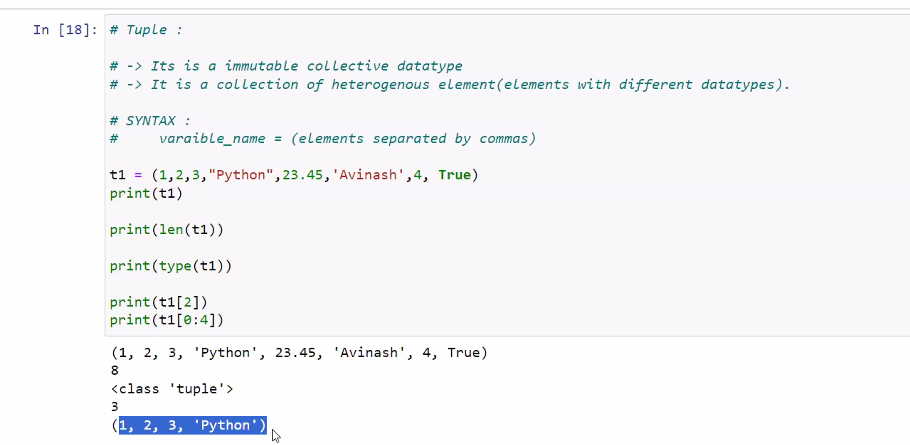 In [18]: # Tuple :
# -> Its is a immutable collective datatype
# -> It is a collection of heterogenous element(elements with different datatypes).
# SYNTAX :
#     varaible_name = (elements separated by commas)
t1 = (1,2,3,"Python",23.45,'Avinash',4, True)
print(t1)
print(len(t1))
print(type(t1))
print(t1[2])
print(t1[0:4])
(1, 2, 3, 'Python', 23.45, 'Avinash', 4, True)
8
<class 'tuple'>
3
(1, 2, 3, 'Python')